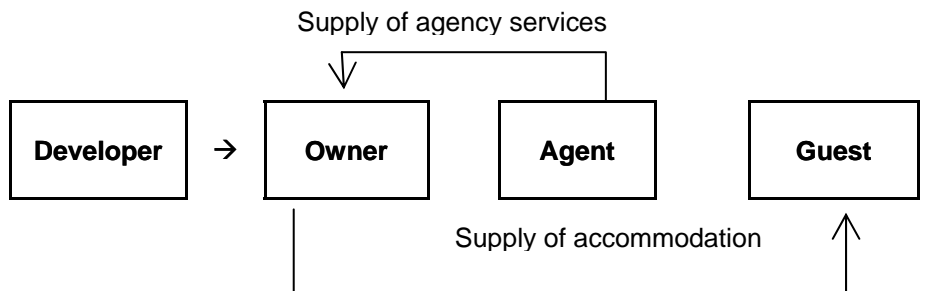 Supply of agency services
Developer → Owner Agent Guest
Supply of accommodation